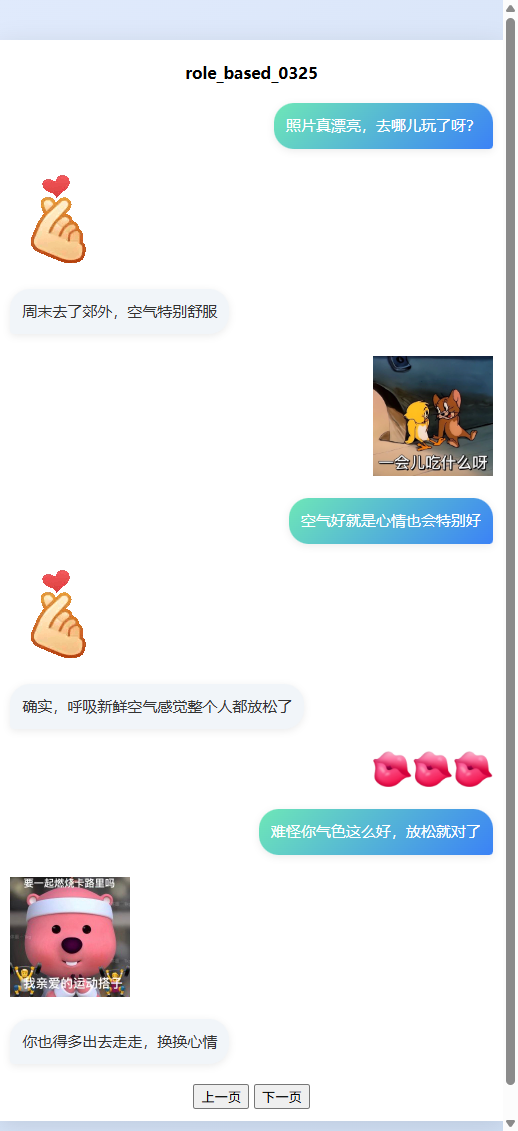 role_based_0325
照片真漂亮，去哪儿玩了呀？
周末去了郊外，空气特别舒服
一会儿吃什么呀
空气好就是心情也会特别好
确实，呼吸新鲜空气感觉整个人都放松了
难怪你气色这么好，放松就对了
要一起燃烧卡路里吗
我亲爱的运动搭子
你也得多出去走走，换换心情
上一页 下一页